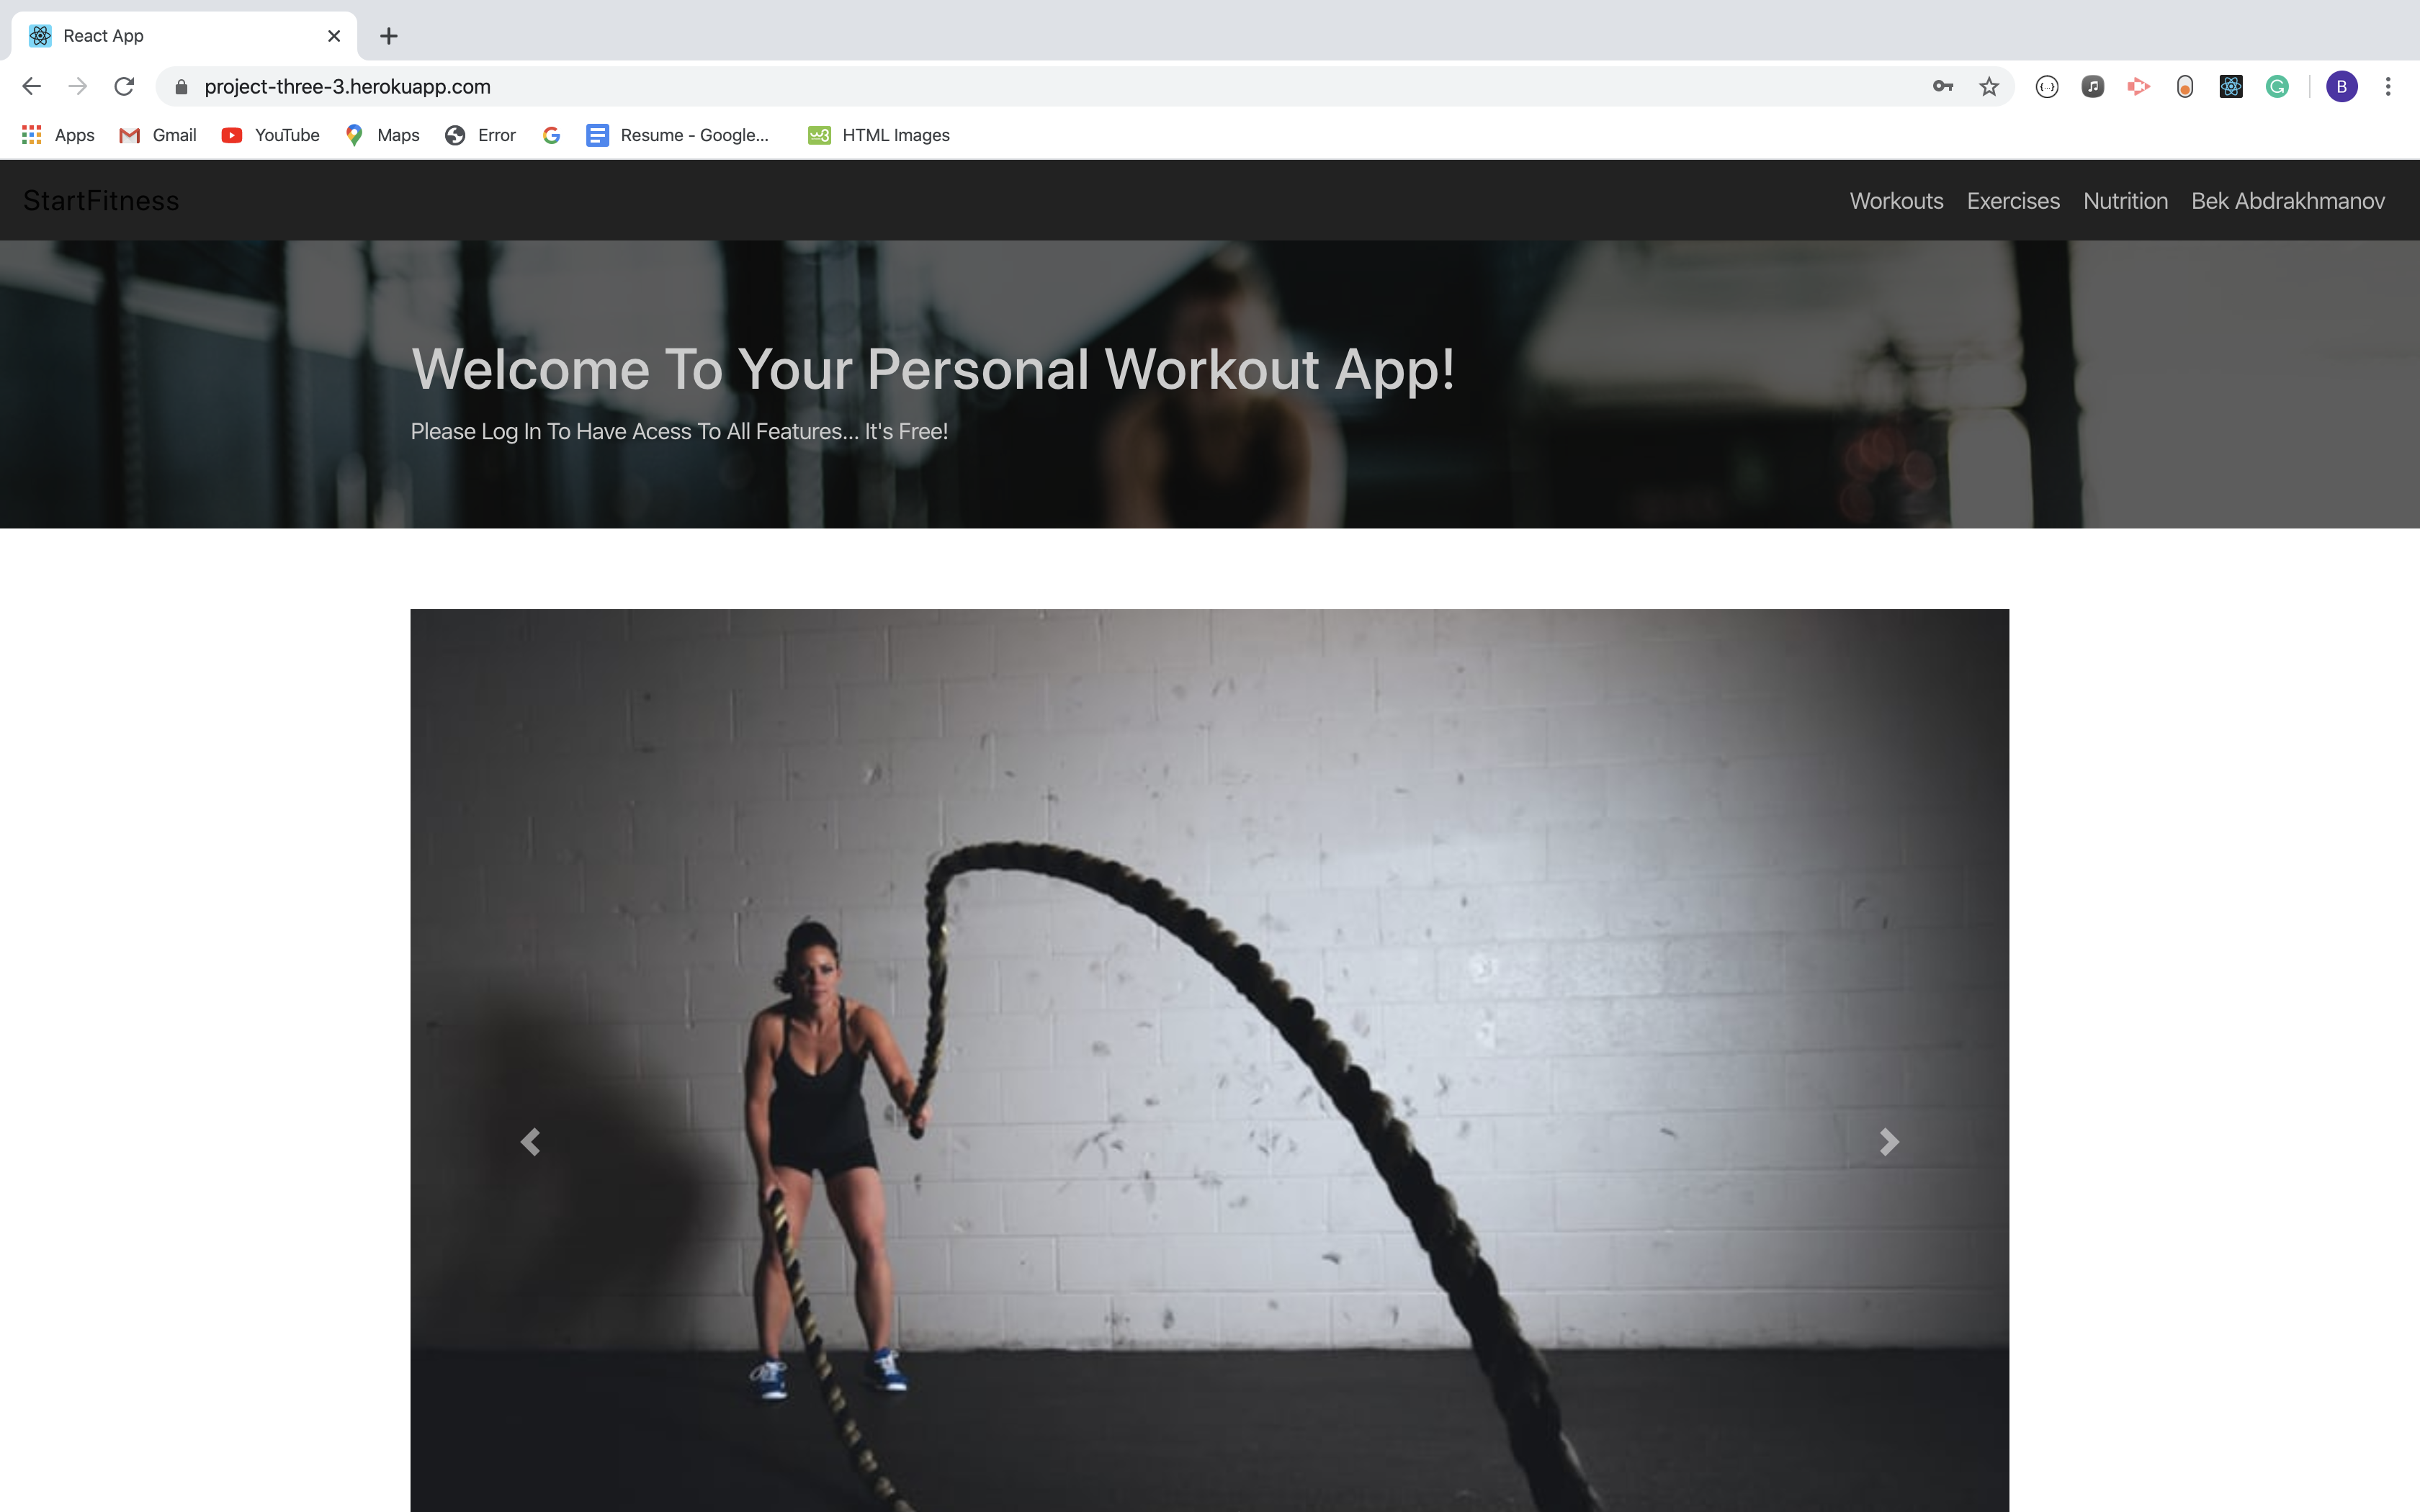 React App
project-three-3.herokuapp.com
B
Apps Gmail YouTube Maps Error Resume - Google... HTML Images
StartFitness Workouts Exercises Nutrition Bek Abdrakhmanov
Welcome To Your Personal Workout App!
Please Log In To Have Acess To All Features... It's Free!